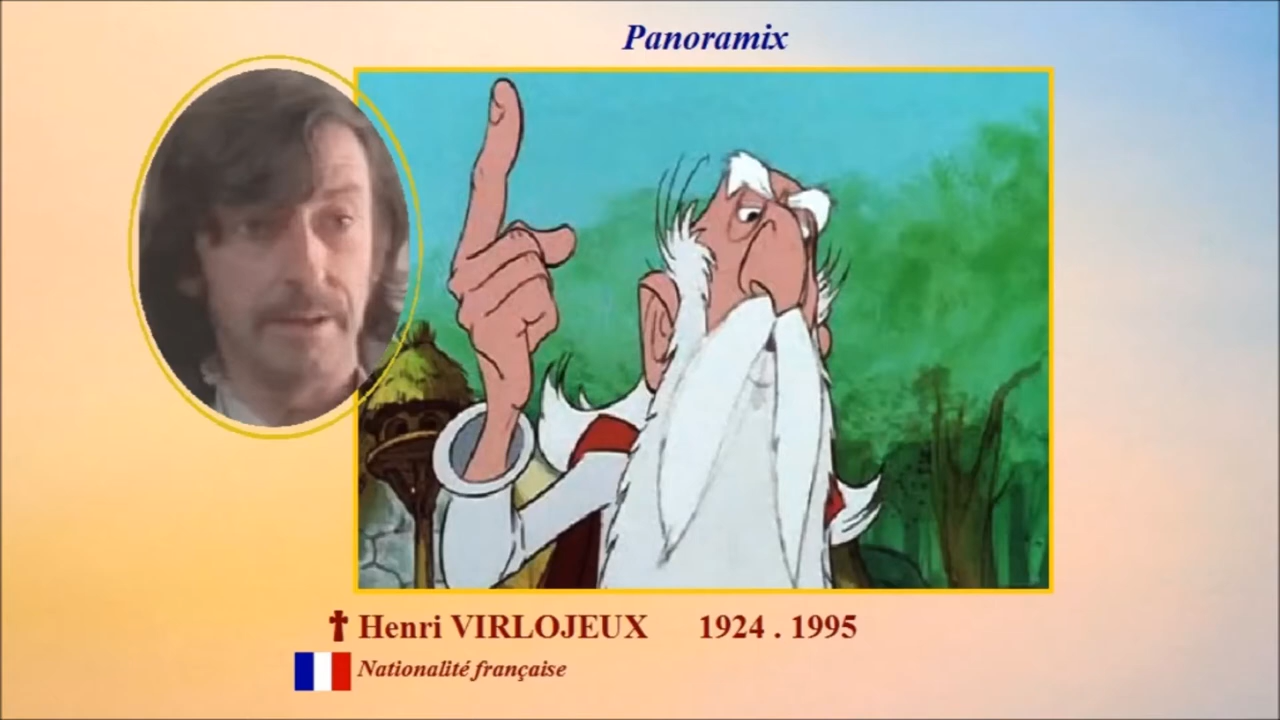 Panoramix
✝ Henri VIRLOJEUX 1924 . 1995
Nationalité française